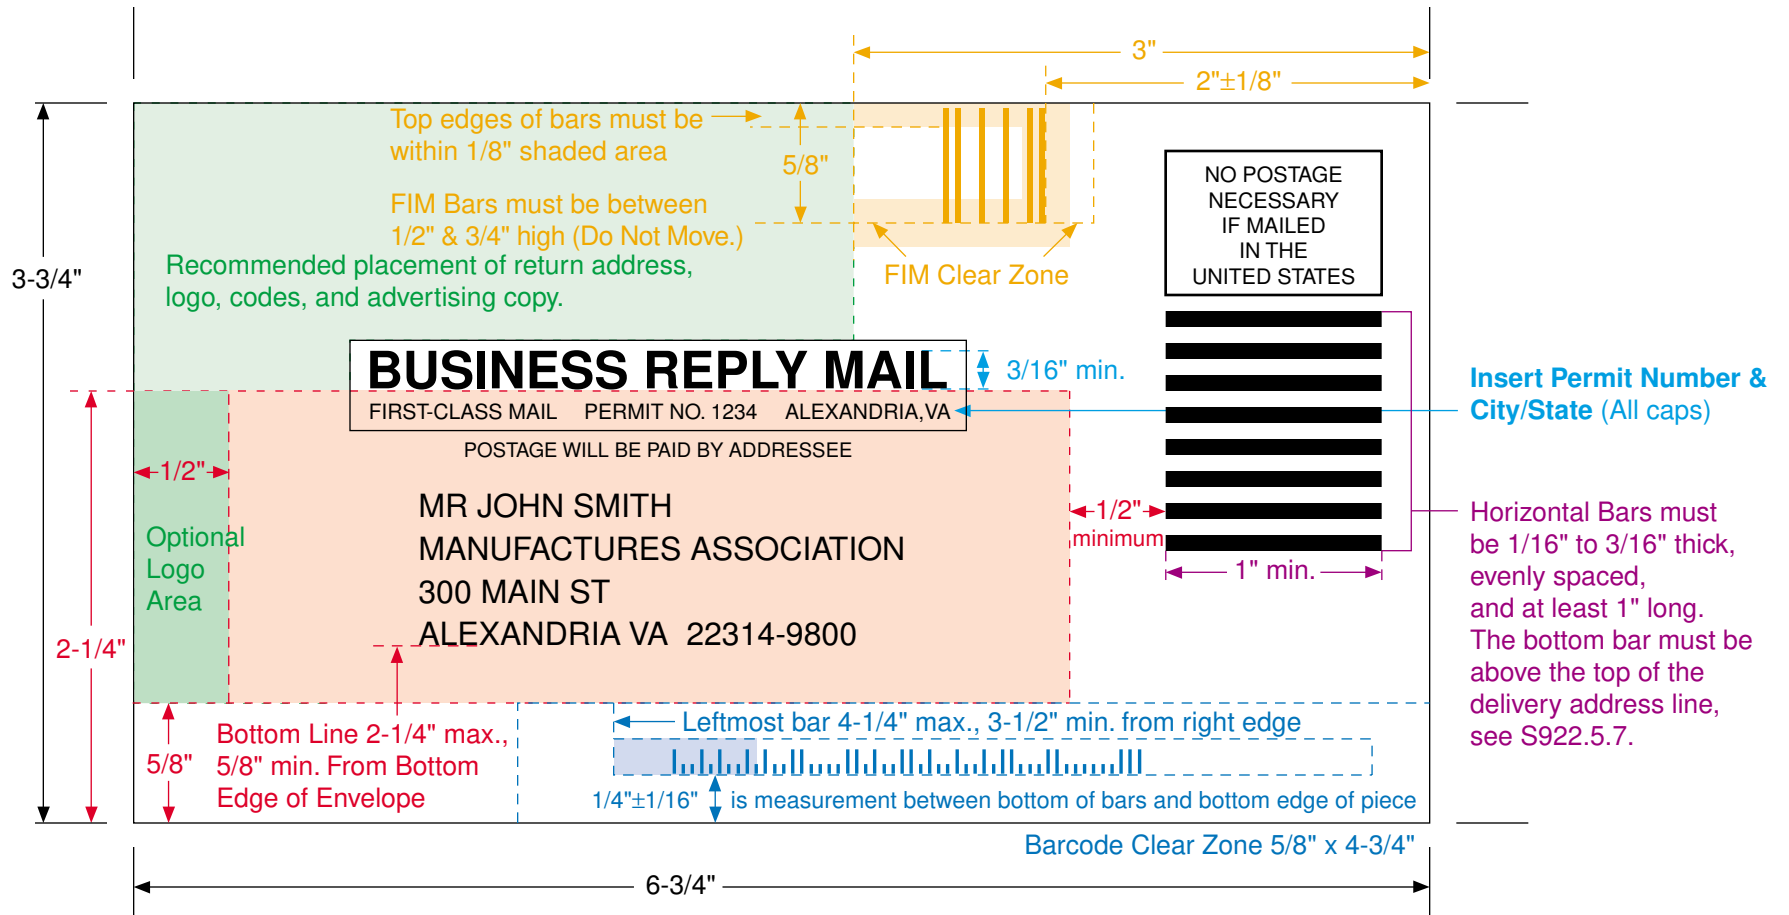 3"
2"±1/8"
Top edges of bars must be
within 1/8" shaded area
5/8"
FIM Bars must be between
1/2" & 3/4" high (Do Not Move.)
FIM Clear Zone
NO POSTAGE
NECESSARY
IF MAILED
IN THE
UNITED STATES
3-3/4"
Recommended placement of return address,
logo, codes, and advertising copy.
BUSINESS REPLY MAIL
3/16" min.
FIRST-CLASS MAIL PERMIT NO. 1234 ALEXANDRIA,VA
Insert Permit Number &
City/State (All caps)
POSTAGE WILL BE PAID BY ADDRESSEE
1/2"
MR JOHN SMITH
MANUFACTURES ASSOCIATION
300 MAIN ST
ALEXANDRIA VA 22314-9800
1/2"
minimum
Optional
Logo
Area
1" min.
Horizontal Bars must
be 1/16" to 3/16" thick,
evenly spaced,
and at least 1" long.
The bottom bar must be
above the top of the
delivery address line,
see S922.5.7.
2-1/4"
5/8"
Bottom Line 2-1/4" max.,
5/8" min. From Bottom
Edge of Envelope
Leftmost bar 4-1/4" max., 3-1/2" min. from right edge
1/4"±1/16" is measurement between bottom of bars and bottom edge of piece
Barcode Clear Zone 5/8" x 4-3/4"
6-3/4"